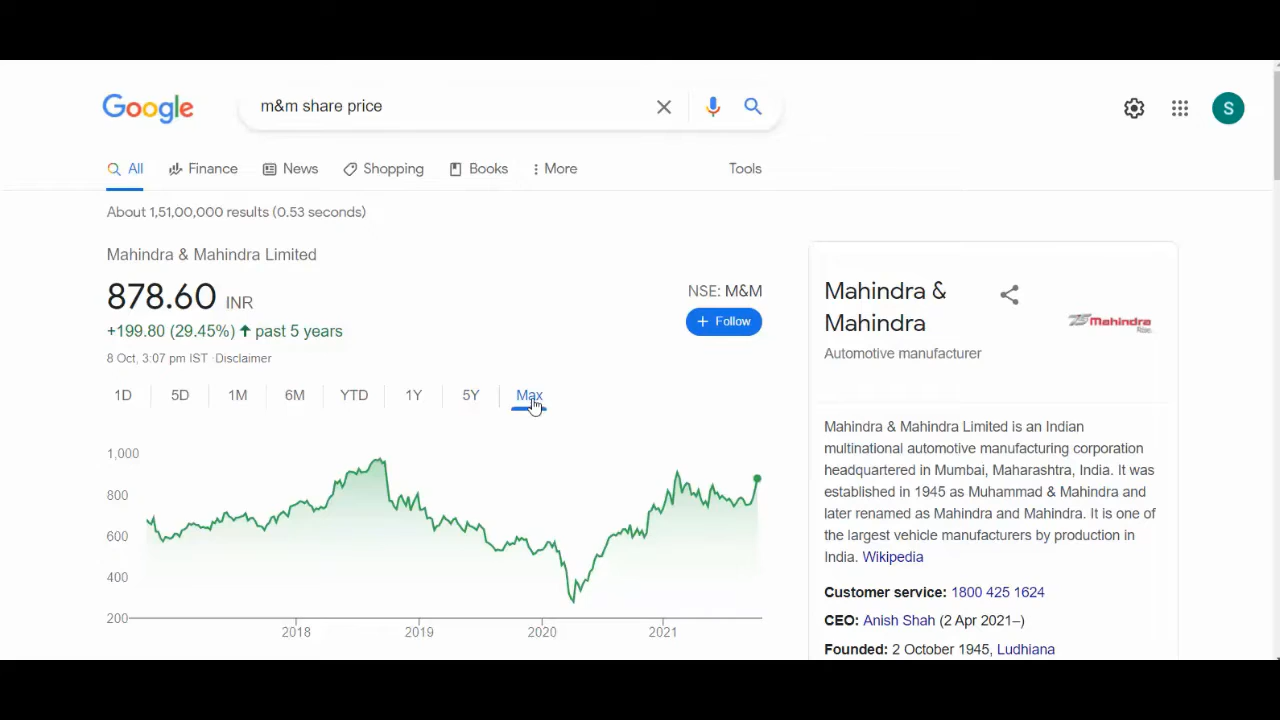 Google
m&m share price
S
All Finance News Shopping Books More Tools
About 1,51,00,000 results (0.53 seconds)
Mahindra & Mahindra Limited
878.60 INR
+199.80 (29.45%) past 5 years
8 Oct, 3:07 pm IST · Disclaimer
NSE: M&M
+ Follow
1D 5D 1M 6M YTD 1Y 5Y Max
1,000
800
600
400
200
2018 2019 2020 2021
Mahindra &
Mahindra
Automotive manufacturer
75 Mahindra
Rise
Mahindra & Mahindra Limited is an Indian
multinational automotive manufacturing corporation
headquartered in Mumbai, Maharashtra, India. It was
established in 1945 as Muhammad & Mahindra and
later renamed as Mahindra and Mahindra. It is one of
the largest vehicle manufacturers by production in
India. Wikipedia
Customer service: 1800 425 1624
CEO: Anish Shah (2 Apr 2021–)
Founded: 2 October 1945, Ludhiana